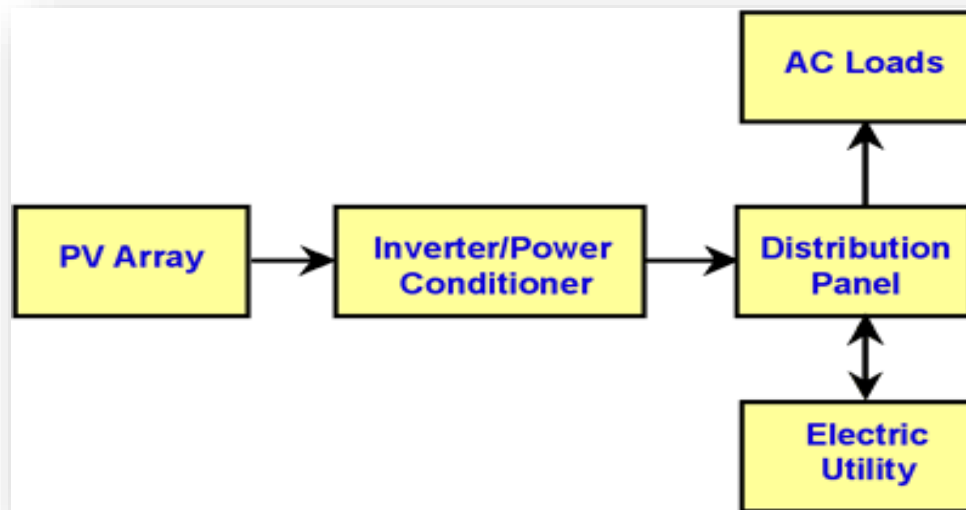 AC Loads
PV Array
Inverter/Power
Conditioner
Distribution
Panel
Electric
Utility